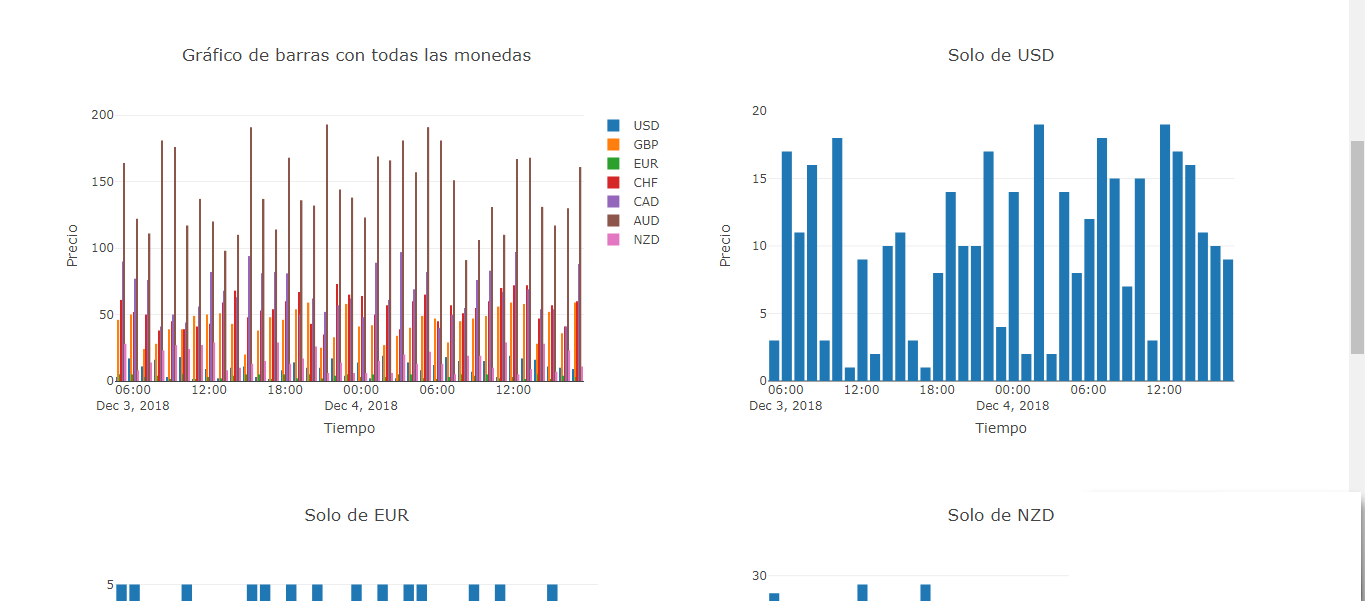 Gráfico de barras con todas las monedas
200
150
100
50
0
Precio
06:00 12:00 18:00 00:00 06:00 12:00
Dec 3, 2018 Dec 4, 2018
Tiempo
USD
GBP
EUR
CHF
CAD
AUD
NZD
Solo de USD
20
15
10
5
0
Precio
06:00 12:00 18:00 00:00 06:00 12:00
Dec 3, 2018 Dec 4, 2018
Tiempo
Solo de EUR
5
Solo de NZD
30